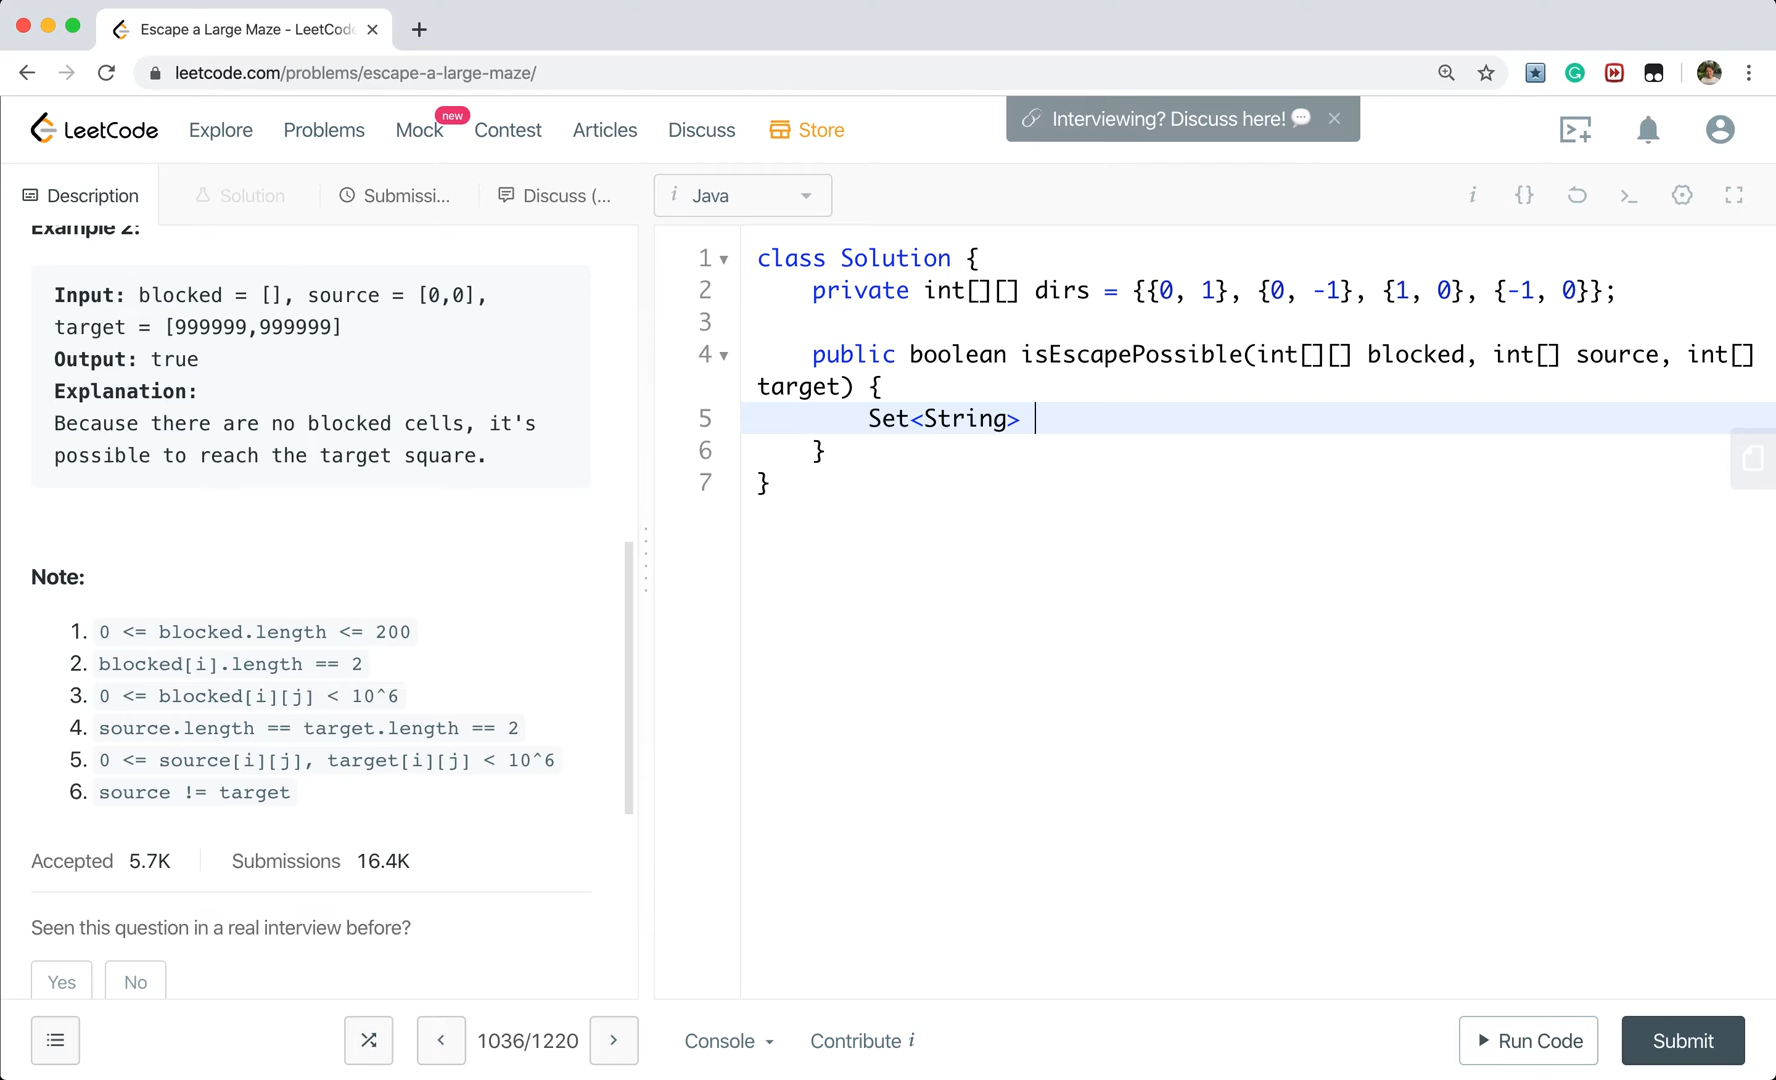 Escape a Large Maze - LeetCode
leetcode.com/problems/escape-a-large-maze/
LeetCode
Explore
Problems
Mock
new
Contest
Articles
Discuss
Store
Interviewing? Discuss here!
Description
Solution
Submissi...
Discuss (...
i Java
i
{}
Example 2:
Input: blocked = [], source = [0,0],
target = [999999,999999]
Output: true
Explanation:
Because there are no blocked cells, it's
possible to reach the target square.
Note:
1. 0 <= blocked.length <= 200
2. blocked[i].length == 2
3. 0 <= blocked[i][j] < 10^6
4. source.length == target.length == 2
5. 0 <= source[i][j], target[i][j] < 10^6
6. source != target
Accepted 5.7K
Submissions 16.4K
Seen this question in a real interview before?
Yes
No
1 class Solution {
2 private int[][] dirs = {{0, 1}, {0, -1}, {1, 0}, {-1, 0}};
3
4 public boolean isEscapePossible(int[][] blocked, int[] source, int[]
target) {
5 Set<String>
6 }
7 }
1036/1220
Console
Contribute i
Run Code
Submit